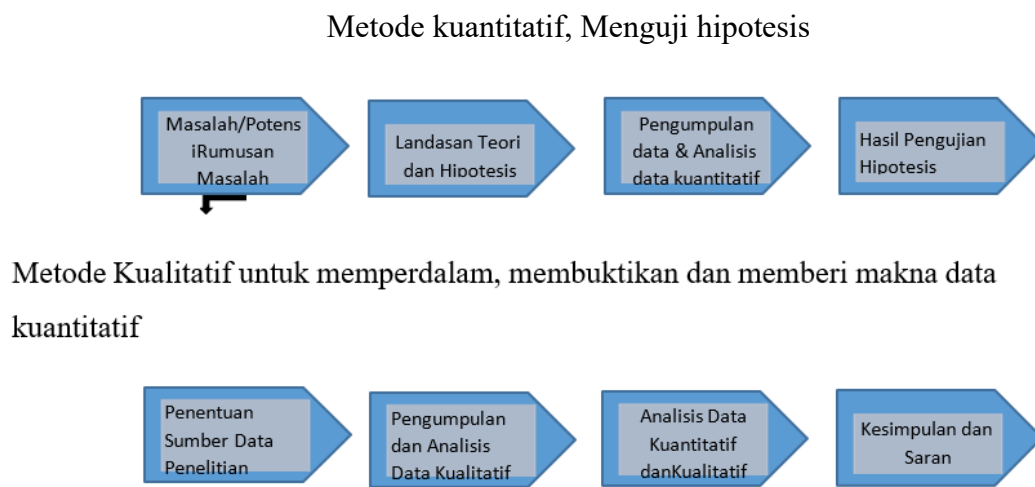 Metode kuantitatif, Menguji hipotesis
Masalah/Potens
iRumusan
Masalah
Landasan Teori
dan Hipotesis
Pengumpulan
data & Analisis
data kuantitatif
Hasil Pengujian
Hipotesis
Metode Kualitatif untuk memperdalam, membuktikan dan memberi makna data
kuantitatif
Penentuan
Sumber Data
Penelitian
Pengumpulan
dan Analisis
Data Kualitatif
Analisis Data
Kuantitatif
danKualitatif
Kesimpulan dan
Saran